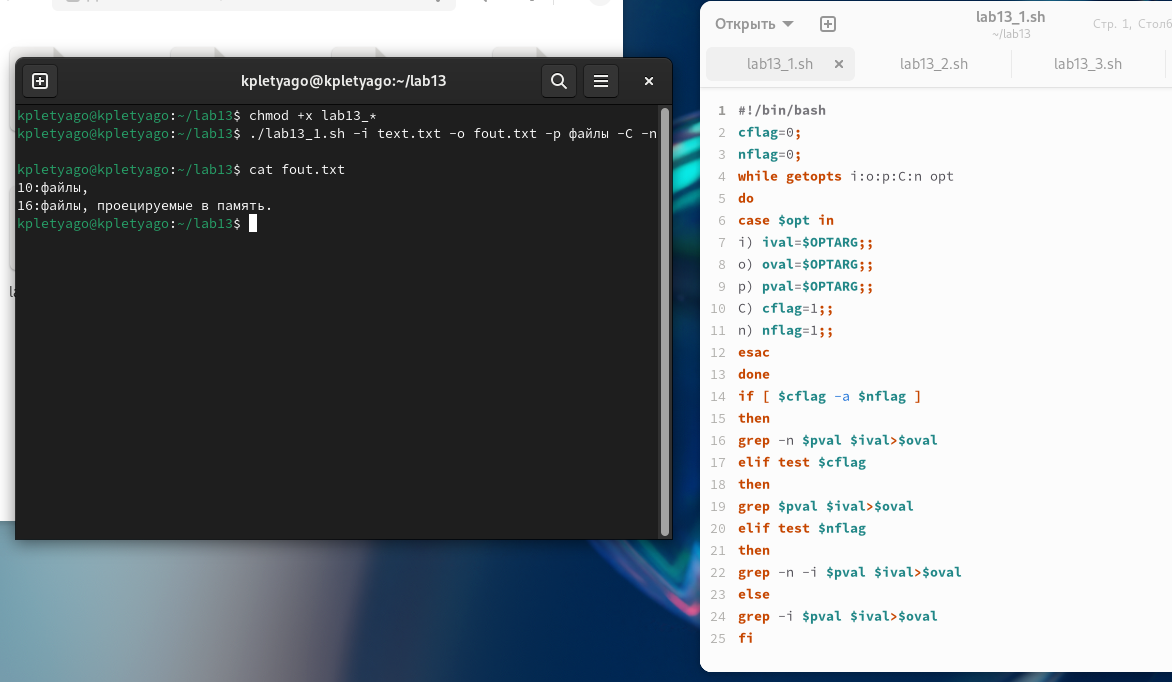 kpletyago@kpletyago:~/lab13
kpletyago@kpletyago:~/lab13$ chmod +x lab13_*
kpletyago@kpletyago:~/lab13$ ./lab13_1.sh -i text.txt -o fout.txt -p файлы -C -n
kpletyago@kpletyago:~/lab13$ cat fout.txt
10:файлы,
16:файлы, проецируемые в память.
kpletyago@kpletyago:~/lab13$
Открыть
lab13_1.sh
~/lab13
Стр. 1, Столб
lab13_1.sh
lab13_2.sh
lab13_3.sh
1 #!/bin/bash
2 cflag=0;
3 nflag=0;
4 while getopts i:o:p:C:n opt
5 do
6 case $opt in
7 i) ival=$OPTARG;;
8 o) oval=$OPTARG;;
9 p) pval=$OPTARG;;
10 C) cflag=1;;
11 n) nflag=1;;
12 esac
13 done
14 if [ $cflag -a $nflag ]
15 then
16 grep -n $pval $ival>$oval
17 elif test $cflag
18 then
19 grep $pval $ival>$oval
20 elif test $nflag
21 then
22 grep -n -i $pval $ival>$oval
23 else
24 grep -i $pval $ival>$oval
25 fi